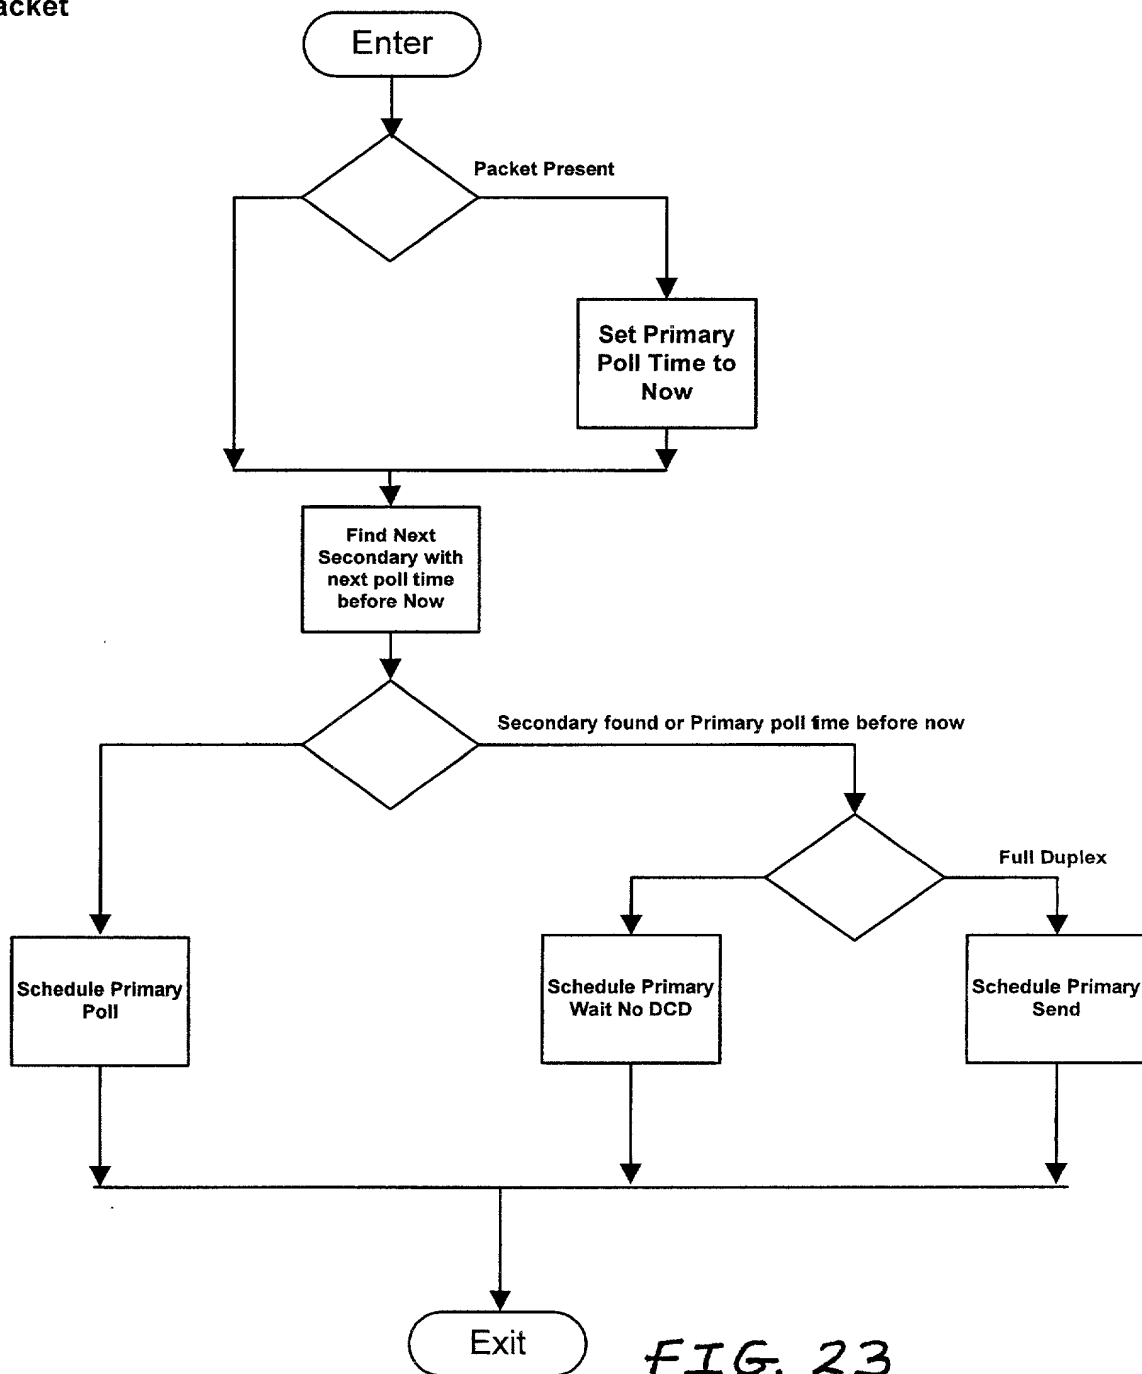 Enter
Packet Present
Set Primary
Poll Time to
Now
Find Next
Secondary with
next poll time
before Now
Secondary found or Primary poll time before now
Full Duplex
Schedule Primary
Poll
Schedule Primary
Wait No DCD
Schedule Primary
Send
Exit
FIG. 23